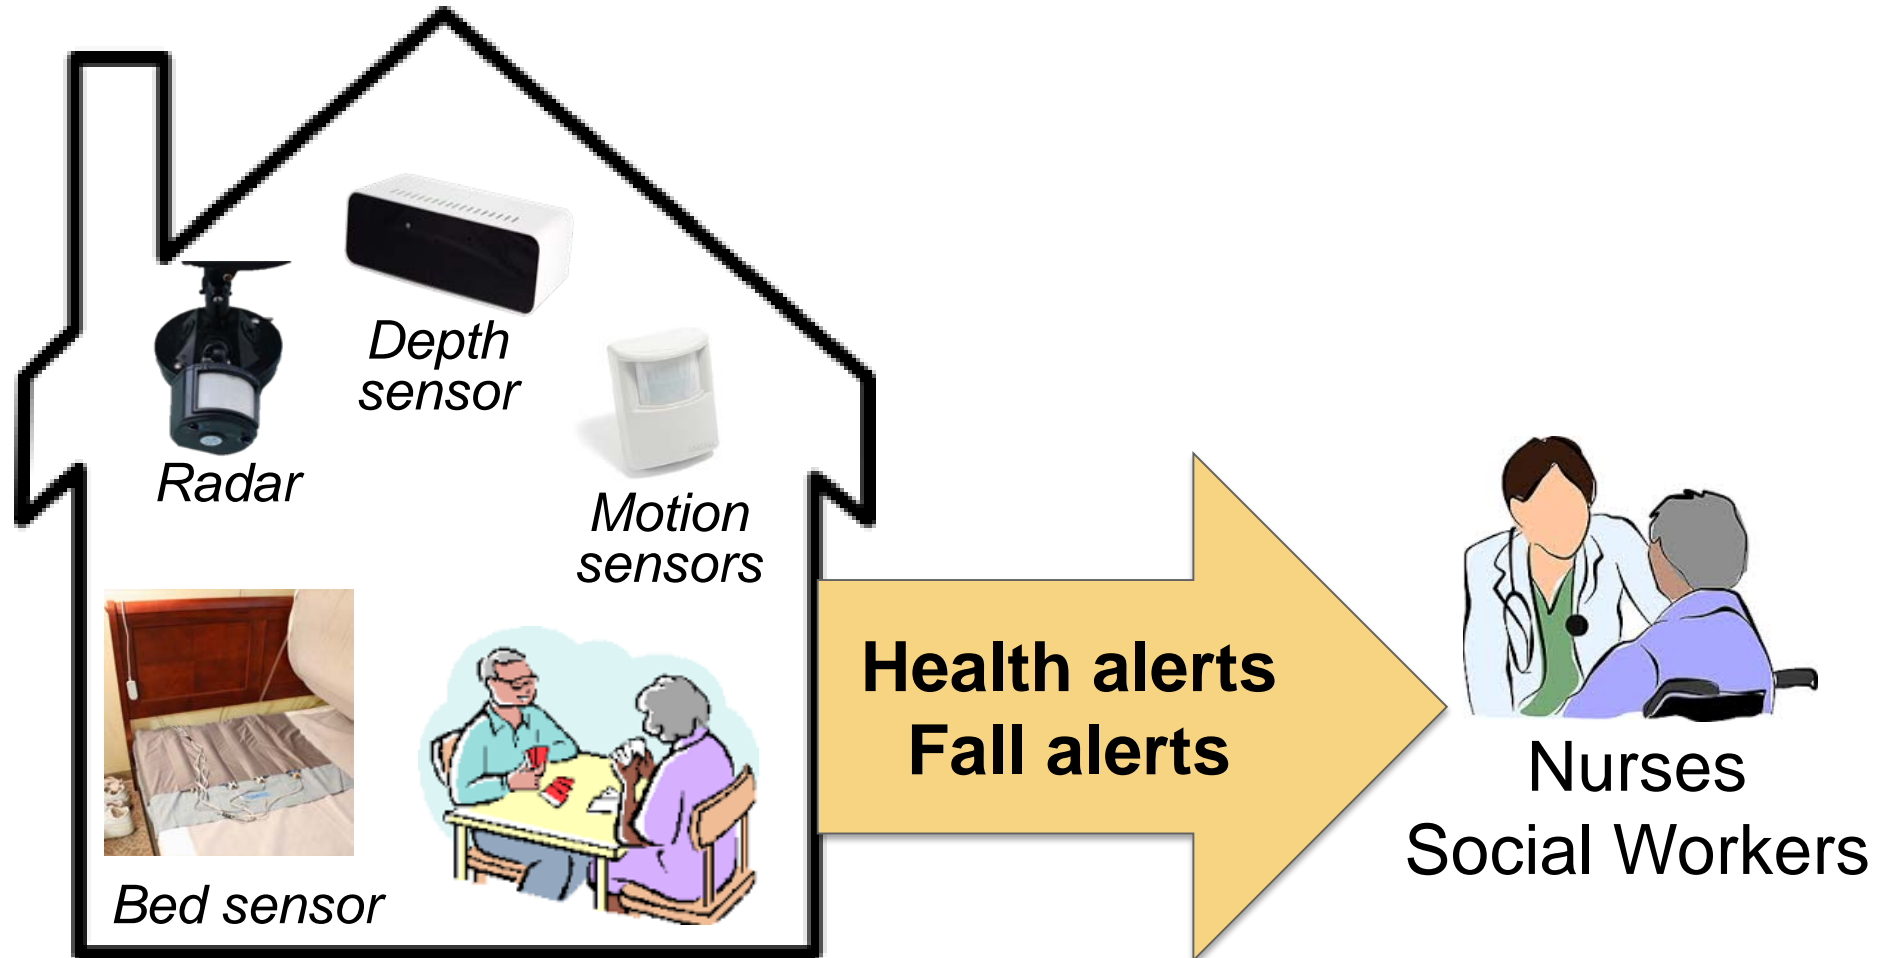 Depth
sensor
Radar
Motion
sensors
Bed sensor
Health alerts
Fall alerts
Nurses
Social Workers